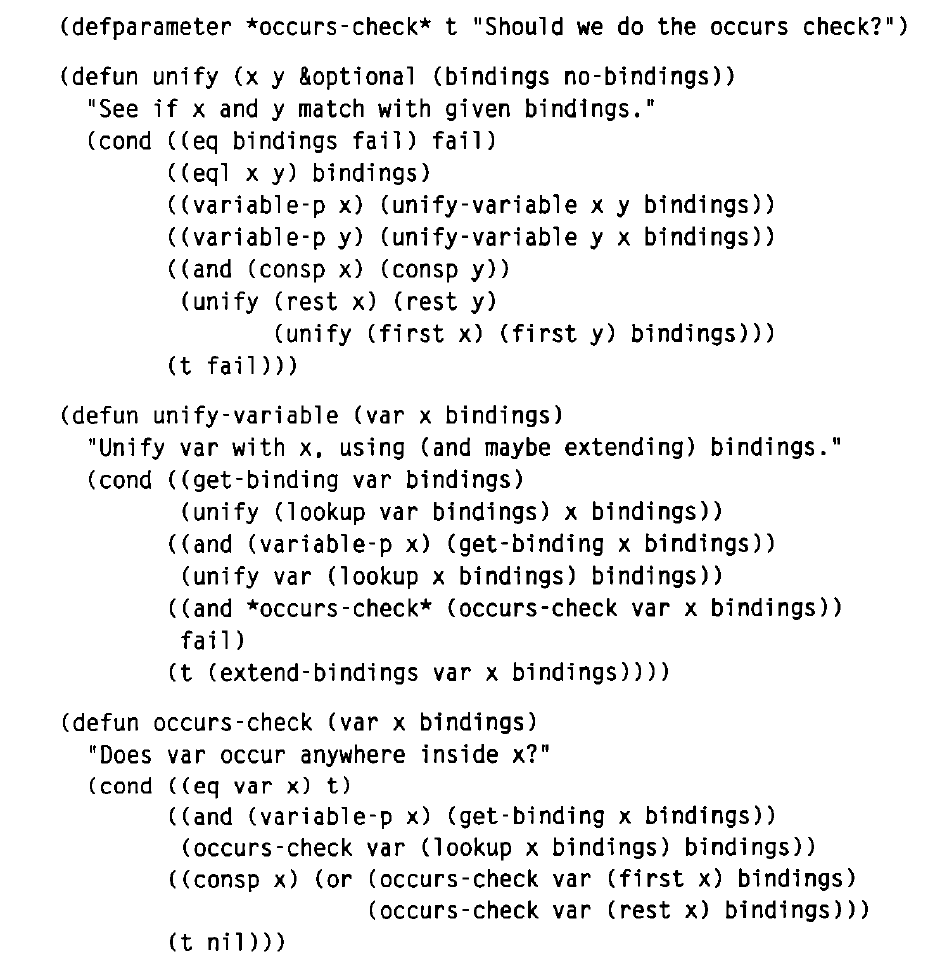 (defparameter *occurs-check* t "Should we do the occurs check?")
(defun unify (x y &optional (bindings no-bindings))
"See if x and y match with given bindings."
(cond ((eq bindings fail) fail)
((eql x y) bindings)
((variable-p x) (unify-variable x y bindings))
((variable-p y) (unify-variable y x bindings))
((and (consp x) (consp y))
(unify (rest x) (rest y)
(unify (first x) (first y) bindings)))
(t fail)))
(defun unify-variable (var x bindings)
"Unify var with x, using (and maybe extending) bindings."
(cond ((get-binding var bindings)
(unify (lookup var bindings) x bindings))
((and (variable-p x) (get-binding x bindings))
(unify var (lookup x bindings) bindings))
((and *occurs-check* (occurs-check var x bindings))
fail)
(t (extend-bindings var x bindings))))
(defun occurs-check (var x bindings)
"Does var occur anywhere inside x?"
(cond ((eq var x) t)
((and (variable-p x) (get-binding x bindings))
(occurs-check var (lookup x bindings) bindings))
((consp x) (or (occurs-check var (first x) bindings)
(occurs-check var (rest x) bindings)))
(t nil)))